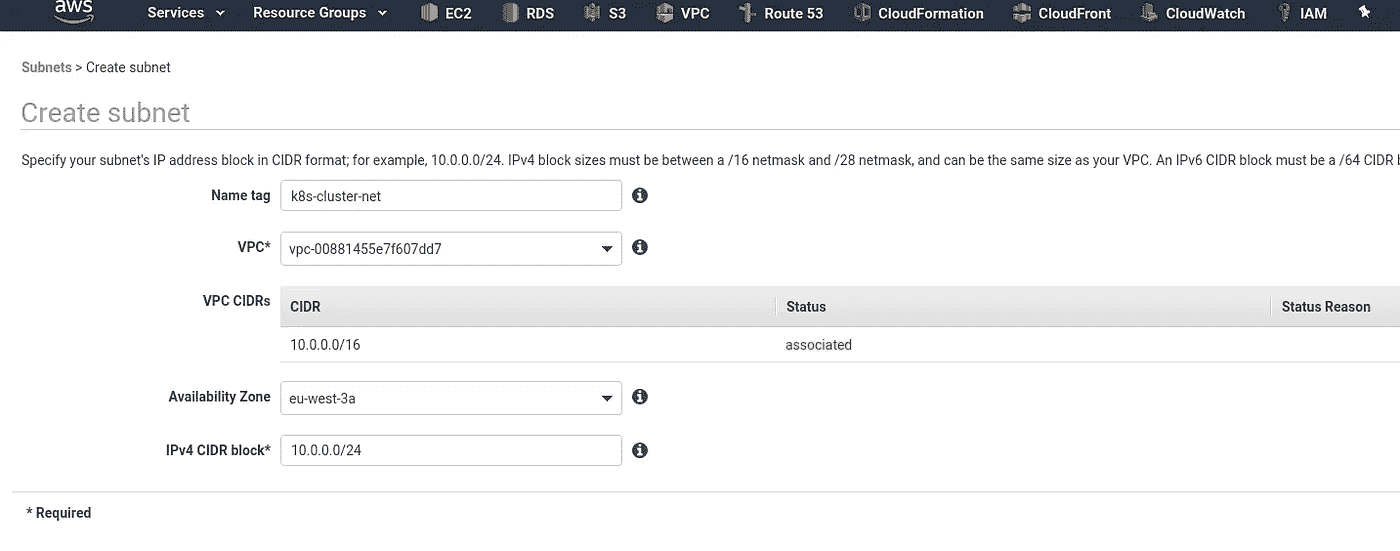 aws Services Resource Groups EC2 RDS S3 VPC Route 53 CloudFormation CloudFront CloudWatch IAM
Subnets > Create subnet
Create subnet
Specify your subnet's IP address block in CIDR format; for example, 10.0.0.0/24. IPv4 block sizes must be between a /16 netmask and /28 netmask, and can be the same size as your VPC. An IPv6 CIDR block must be a /64 CIDR
Name tag k8s-cluster-net
VPC* vpc-00881455e7f607dd7
VPC CIDRs CIDR Status Status Reason
10.0.0.0/16 associated
Availability Zone eu-west-3a
IPv4 CIDR block* 10.0.0.0/24
* Required